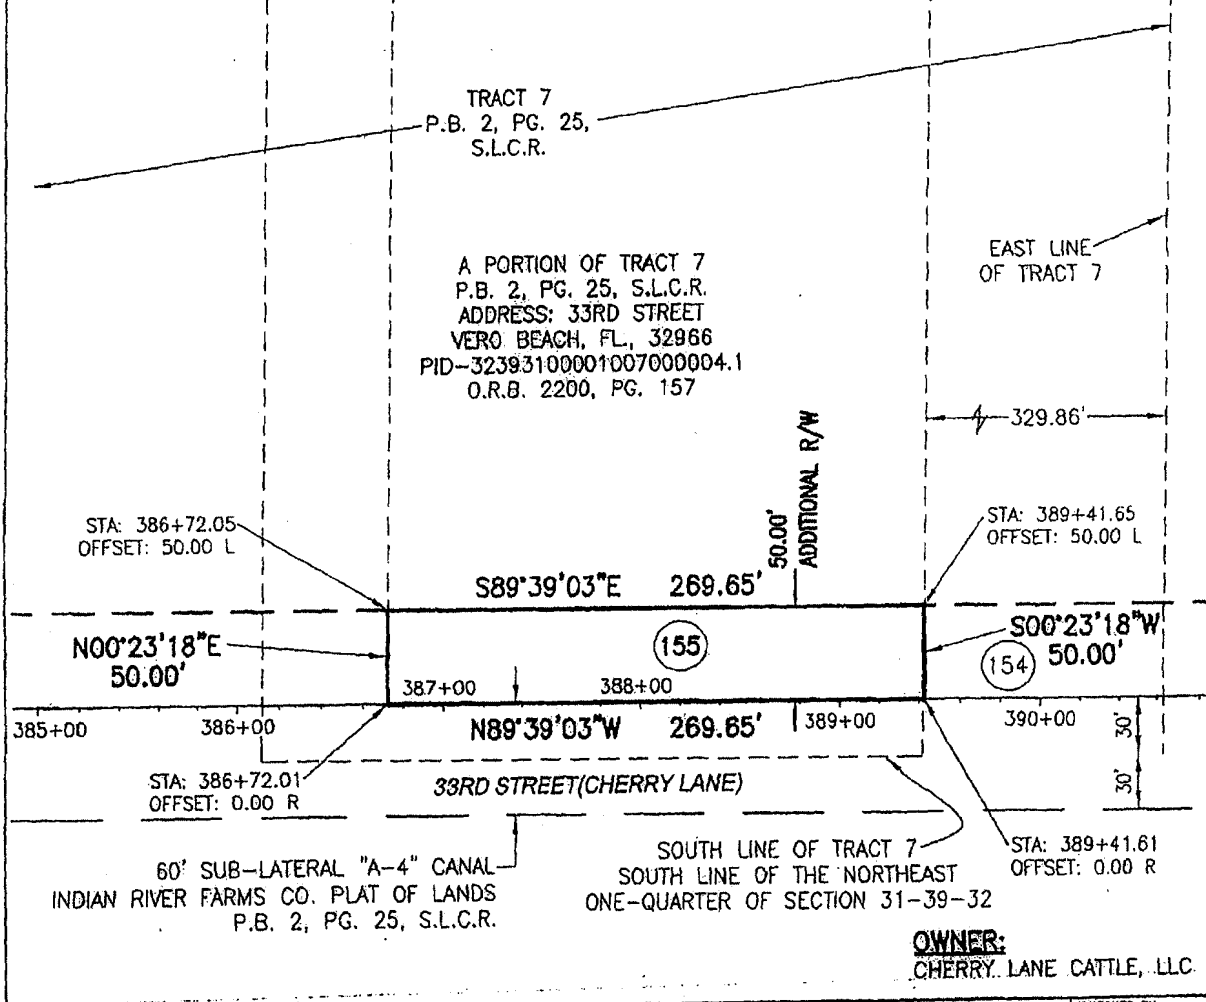 TRACT 7
P.B. 2, PG. 25,
S.L.C.R.
EAST LINE
OF TRACT 7
A PORTION OF TRACT 7
P.B. 2, PG. 25, S.L.C.R.
ADDRESS: 33RD STREET
VERO BEACH, FL., 32966
PID-32393100001007000004.1
O.R.B. 2200, PG. 157
329.86'
50.00'
ADDITIONAL R/W
STA: 386+72.05
OFFSET: 50.00 L
STA: 389+41.65
OFFSET: 50.00 L
S89°39'03"E 269.65'
N00°23'18"E
50.00'
155
S00°23'18"W
50.00'
154
387+00
388+00
385+00
386+00
N89°39'03"W 269.65'
389+00
390+00
30'
30'
STA: 386+72.01
OFFSET: 0.00 R
33RD STREET(CHERRY LANE)
60' SUB-LATERAL "A-4" CANAL
INDIAN RIVER FARMS CO. PLAT OF LANDS
P.B. 2, PG. 25, S.L.C.R.
SOUTH LINE OF TRACT 7
SOUTH LINE OF THE NORTHEAST
ONE-QUARTER OF SECTION 31-39-32
STA: 389+41.61
OFFSET: 0.00 R
OWNER:
CHERRY LANE CATTLE, LLC